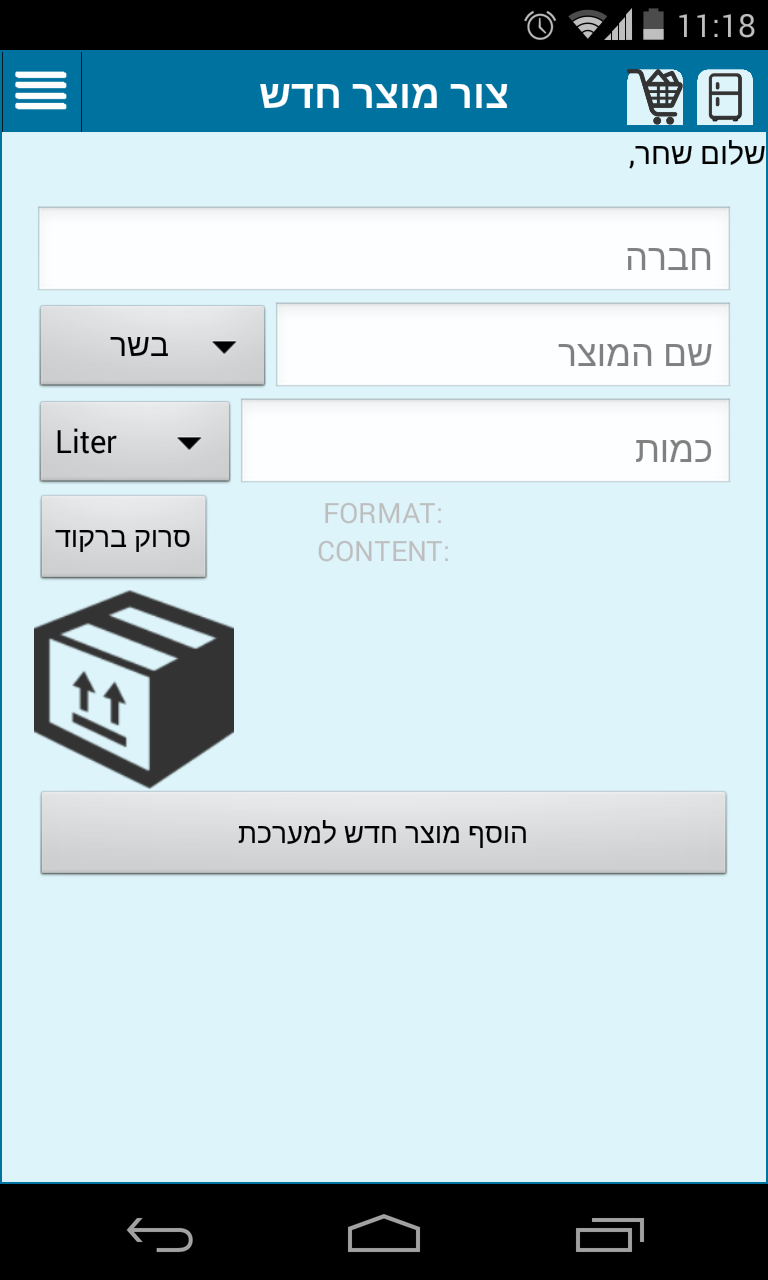 11:18
צור מוצר חדש
שלום שחר,
חברה
שם המוצר
בשר
כמות
Liter
סרוק ברקוד
FORMAT:
CONTENT:
הוסף מוצר חדש למערכת